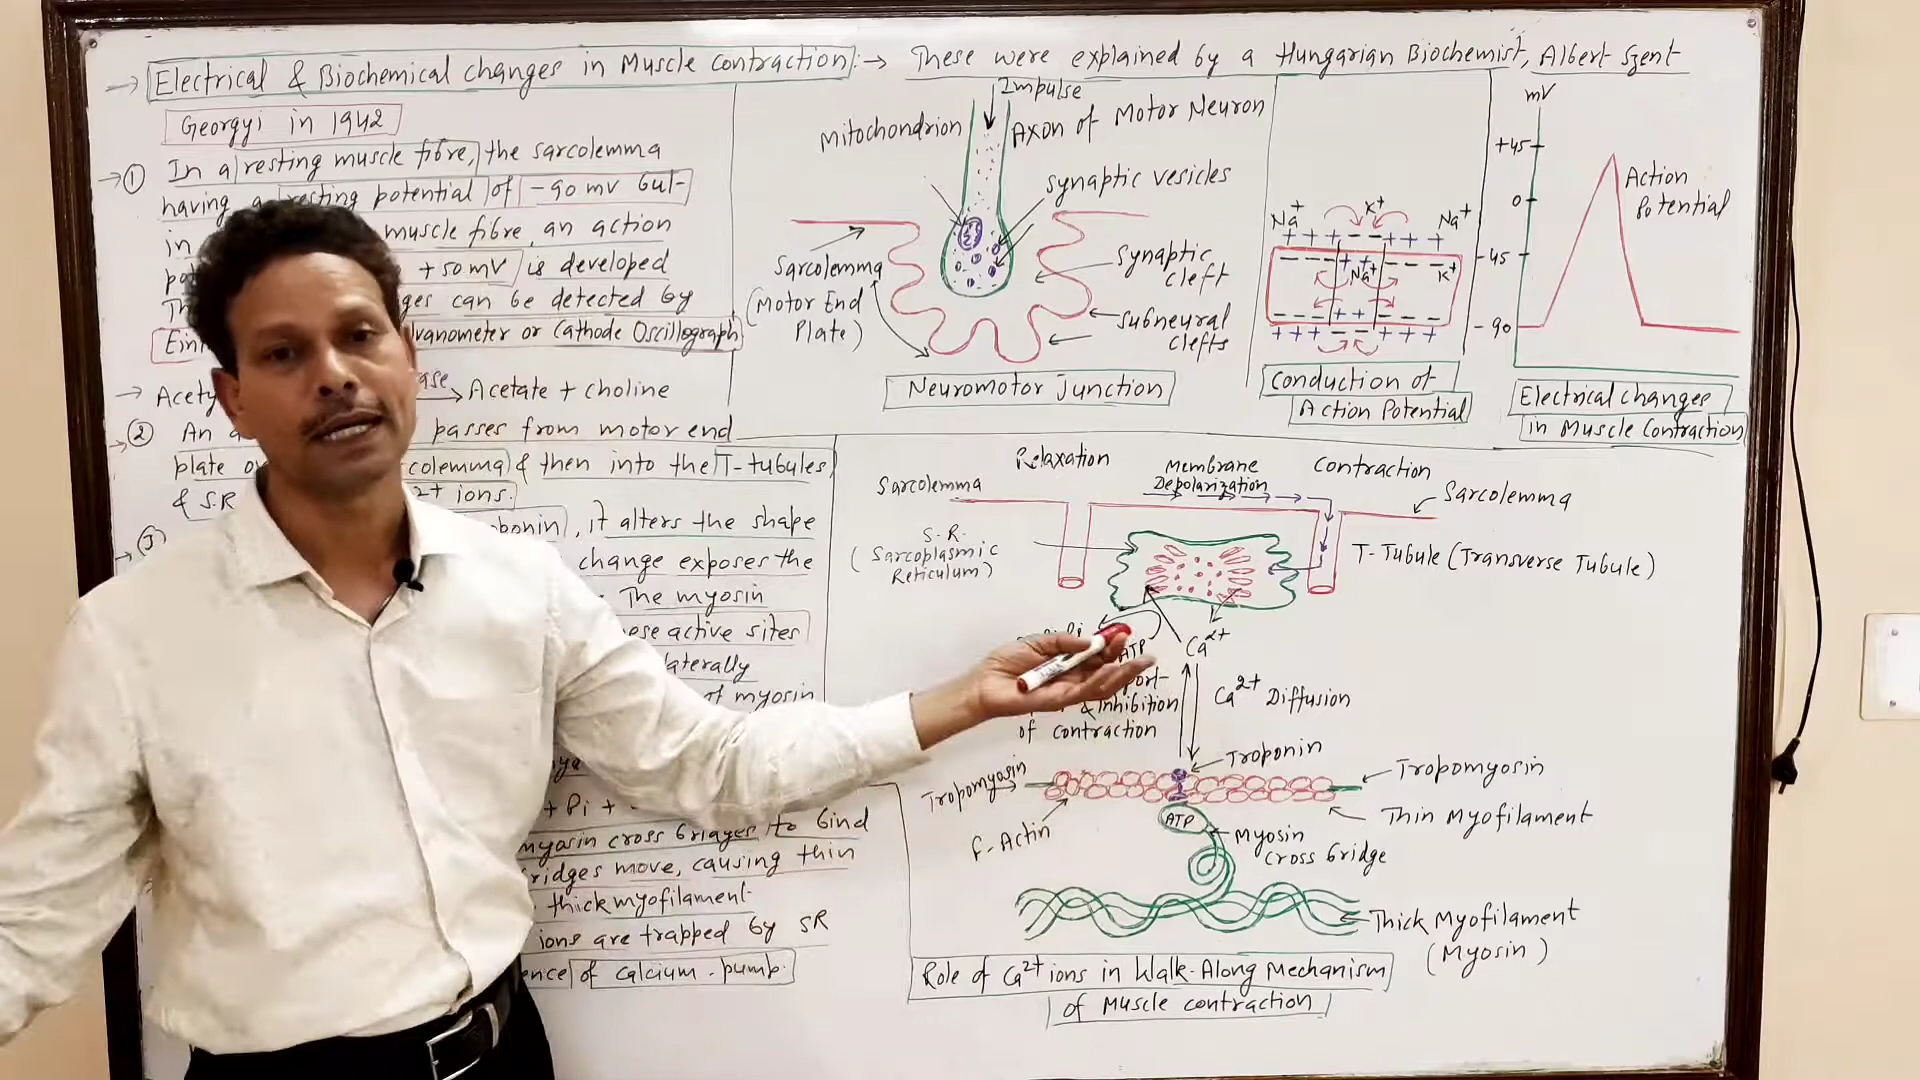 → Electrical & Biochemical changes in Muscle contraction :→ These were explained by a Hungarian Biochemist, Albert Szent
Georgyi in 1942
→ ① In a resting muscle fibre, the sarcolemma
having a resting potential of -90 mv but
in muscle fibre, an action
+50mV is developed
can be detected by
or Cathode Oscillograph
→ Acetate + choline
→ ② An passes from motor end
plate & then into the T-tubules
& S.R 2+ ions.
it alters the shape
change exposes the
The myosin
active sites
laterally
of myosin
+ Pi +
myosin cross bridges to bind
move, causing thin
thick myofilament
ions are trapped by SR
of calcium-pump.
Impulse
Mitochondrion
Axon of Motor Neuron
synaptic vesicles
Sarcolemma
(Motor End
Plate)
Synaptic
cleft
subneural
clefts
Neuromotor Junction
Na+ K+ Na+
+ + + - - + + + +
- - - - + + - - -
Na+ K+
- - - + + - - -
+ + + - - + + +
Conduction of
Action Potential
mV
+45
0
-45
-90
Action
Potential
Electrical changes
in Muscle Contraction
Relaxation
Membrane
Depolarization
Contraction
Sarcolemma
Sarcolemma
S.R.
(Sarcoplasmic
Reticulum)
T-Tubule (Transverse Tubule)
ATP
Ca2+
& Inhibition
of contraction
Ca2+ Diffusion
Troponin
Tropomyosin
Tropomyosin
F-Actin
Thin Myofilament
ATP
Myosin
cross bridge
Thick Myofilament
(Myosin)
Role of Ca2+ ions in Walk-Along Mechanism
of Muscle contraction